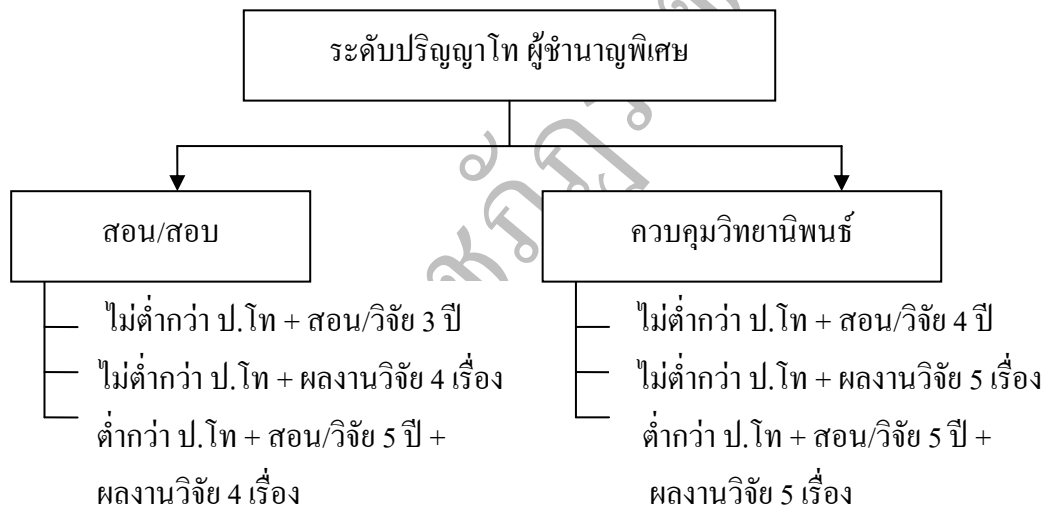 ระดับปริญญาโท ผู้ชำนาญพิเศษ
สอน/สอบ
ไม่ต่ำกว่า ป.โท + สอน/วิจัย 3 ปี
ไม่ต่ำกว่า ป.โท + ผลงานวิจัย 4 เรื่อง
ต่ำกว่า ป.โท + สอน/วิจัย 5 ปี +
ผลงานวิจัย 4 เรื่อง
ควบคุมวิทยานิพนธ์
ไม่ต่ำกว่า ป.โท + สอน/วิจัย 4 ปี
ไม่ต่ำกว่า ป.โท + ผลงานวิจัย 5 เรื่อง
ต่ำกว่า ป.โท + สอน/วิจัย 5 ปี +
ผลงานวิจัย 5 เรื่อง